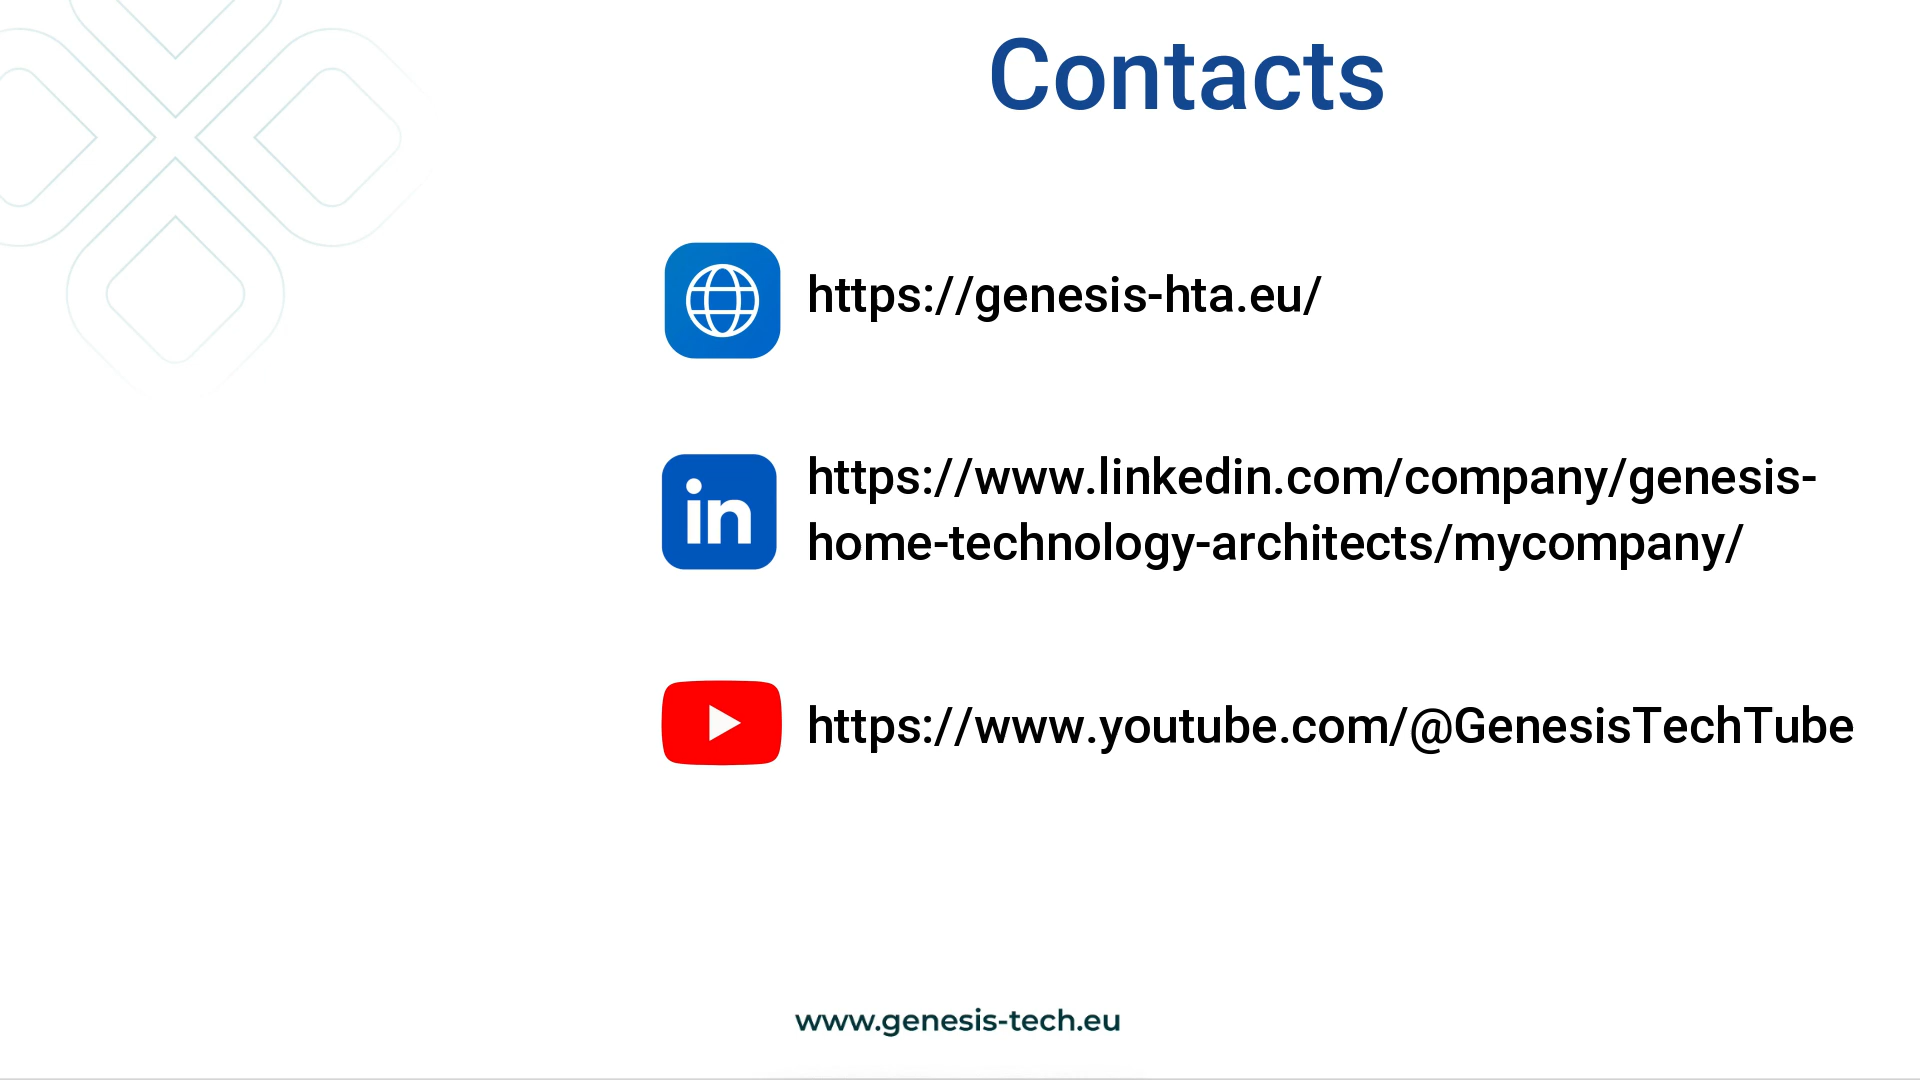 Contacts
https://genesis-hta.eu/
in
https://www.linkedin.com/company/genesis-
home-technology-architects/mycompany/
https://www.youtube.com/@GenesisTechTube
www.genesis-tech.eu